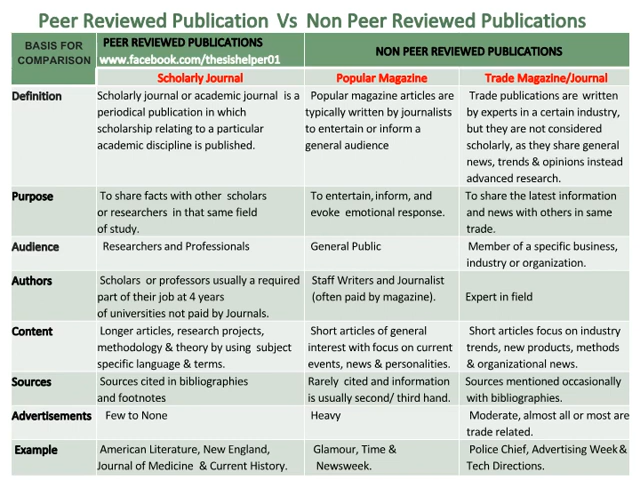 Peer Reviewed Publication Vs Non Peer Reviewed Publications
BASIS FOR
COMPARISON
PEER REVIEWED PUBLICATIONS
www.facebook.com/thesishelper01
NON PEER REVIEWED PUBLICATIONS
Scholarly Journal
Popular Magazine
Trade Magazine/Journal
Definition
Scholarly journal or academic journal is a
periodical publication in which
scholarship relating to a particular
academic discipline is published.
Popular magazine articles are
typically written by journalists
to entertain or inform a
general audience
Trade publications are written
by experts in a certain industry,
but they are not considered
scholarly, as they share general
news, trends & opinions instead
advanced research.
Purpose
To share facts with other scholars
or researchers in that same field
of study.
To entertain, inform, and
evoke emotional response.
To share the latest information
and news with others in same
trade.
Audience
Researchers and Professionals
General Public
Member of a specific business,
industry or organization.
Authors
Scholars or professors usually a required
part of their job at 4 years
of universities not paid by Journals.
Staff Writers and Journalist
(often paid by magazine).
Expert in field
Content
Longer articles, research projects,
methodology & theory by using subject
specific language & terms.
Short articles of general
interest with focus on current
events, news & personalities.
Short articles focus on industry
trends, new products, methods
& organizational news.
Sources
Sources cited in bibliographies
and footnotes
Rarely cited and information
is usually second/ third hand.
Sources mentioned occasionally
with bibliographies.
Advertisements
Few to None
Heavy
Moderate, almost all or most are
trade related.
Example
American Literature, New England,
Journal of Medicine & Current History.
Glamour, Time &
Newsweek.
Police Chief, Advertising Week &
Tech Directions.